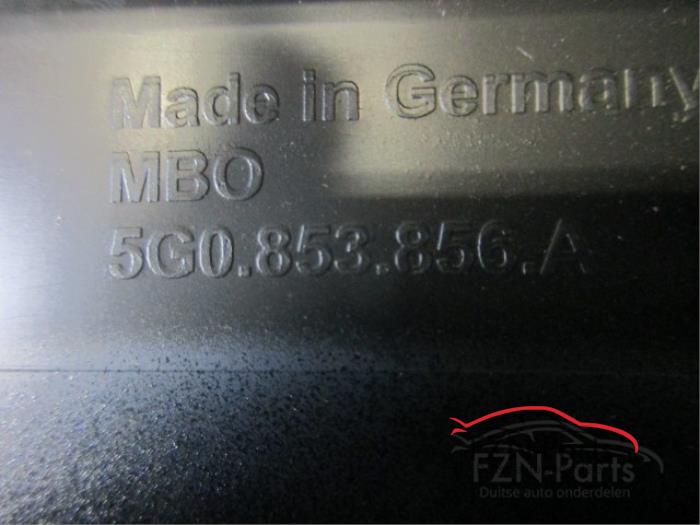 Made in Germany
MBO
5G0.853.856.A
FZN-Parts
Duitse auto onderdelen